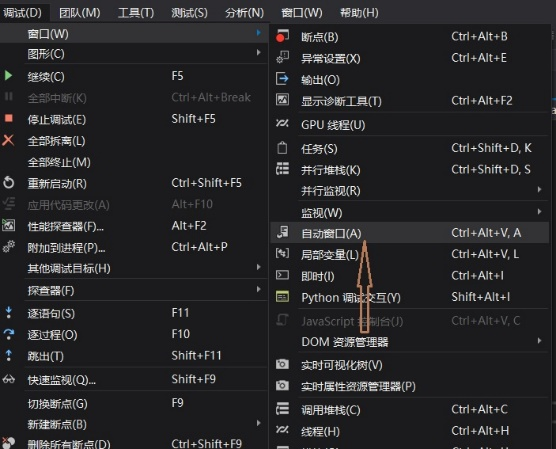 调试(D) 团队(M) 工具(T) 测试(S) 分析(N) 窗口(W) 帮助(H)
窗口(W)
图形(C)
继续(C) F5
全部中断(K) Ctrl+Alt+Break
停止调试(E) Shift+F5
全部拆离(L)
全部终止(M)
重新启动(R) Ctrl+Shift+F5
应用代码更改(A) Alt+F10
性能探查器(F)... Alt+F2
附加到进程(P)... Ctrl+Alt+P
其他调试目标(H)
探查器(F)
逐语句(S) F11
逐过程(O) F10
跳出(T) Shift+F11
快速监视(Q)... Shift+F9
切换断点(G) F9
新建断点(B)
删除所有断点(D) Ctrl+Shift+F9
断点(B) Ctrl+Alt+B
异常设置(X) Ctrl+Alt+E
输出(O)
显示诊断工具(T) Ctrl+Alt+F2
GPU 线程(U)
任务(S) Ctrl+Shift+D, K
并行堆栈(K) Ctrl+Shift+D, S
并行监视(R)
监视(W)
自动窗口(A) Ctrl+Alt+V, A
局部变量(L) Ctrl+Alt+V, L
即时(I) Ctrl+Alt+I
Python 调试交互(Y) Shift+Alt+I
JavaScript 控制台(J) Ctrl+Alt+V, C
DOM 资源管理器
实时可视化树(V)
实时属性资源管理器(P)
调用堆栈(C) Ctrl+Alt+C
线程(H) Ctrl+Alt+H